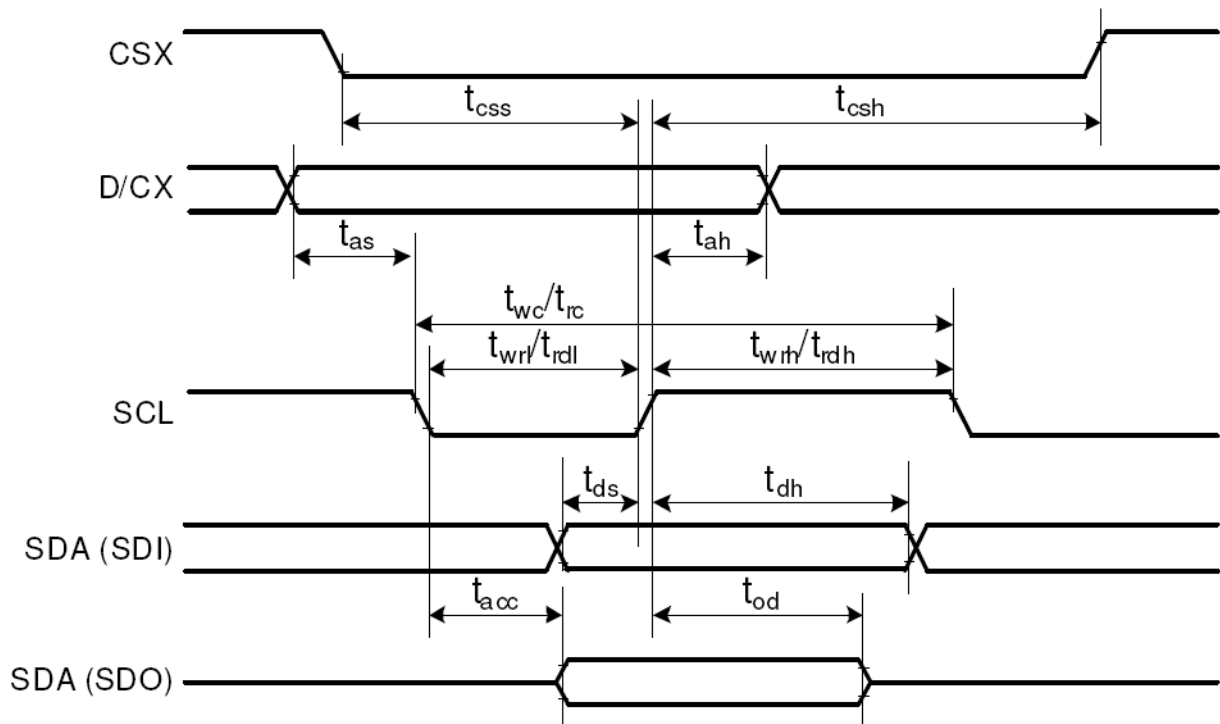 CSX
tcss
tcsh
D/CX
tas
tah
twc/trc
twrl/trdl
twrh/trdh
SCL
tds
tdh
SDA (SDI)
tacc
tod
SDA (SDO)